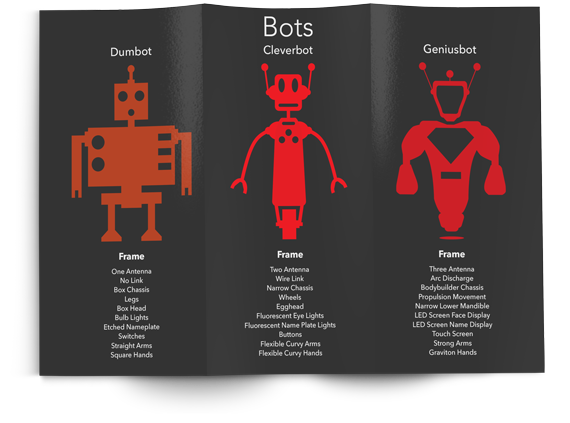 Bots
Dumbot
Cleverbot
Geniusbot
Frame
One Antenna
No Link
Box Chassis
Legs
Box Head
Bulb Lights
Etched Nameplate
Switches
Straight Arms
Square Hands
Frame
Two Antenna
Wire Link
Narrow Chassis
Wheels
Egghead
Fluorescent Eye Lights
Fluorescent Name Plate Lights
Buttons
Flexible Curvy Arms
Flexible Curvy Hands
Frame
Three Antenna
Arc Discharge
Bodybuilder Chassis
Propulsion Movement
Narrow Lower Mandible
LED Screen Face Display
LED Screen Name Display
Touch Screen
Strong Arms
Graviton Hands